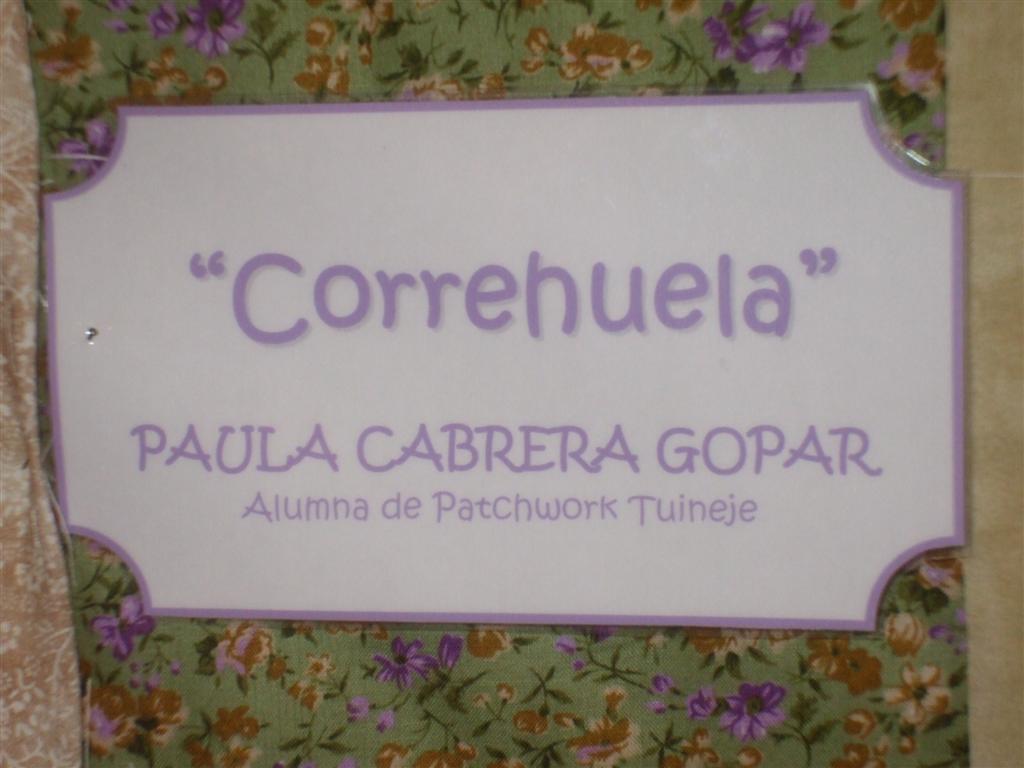 “Correhuela”
PAULA CABRERA GOPAR
Alumna de Patchwork Tuineje